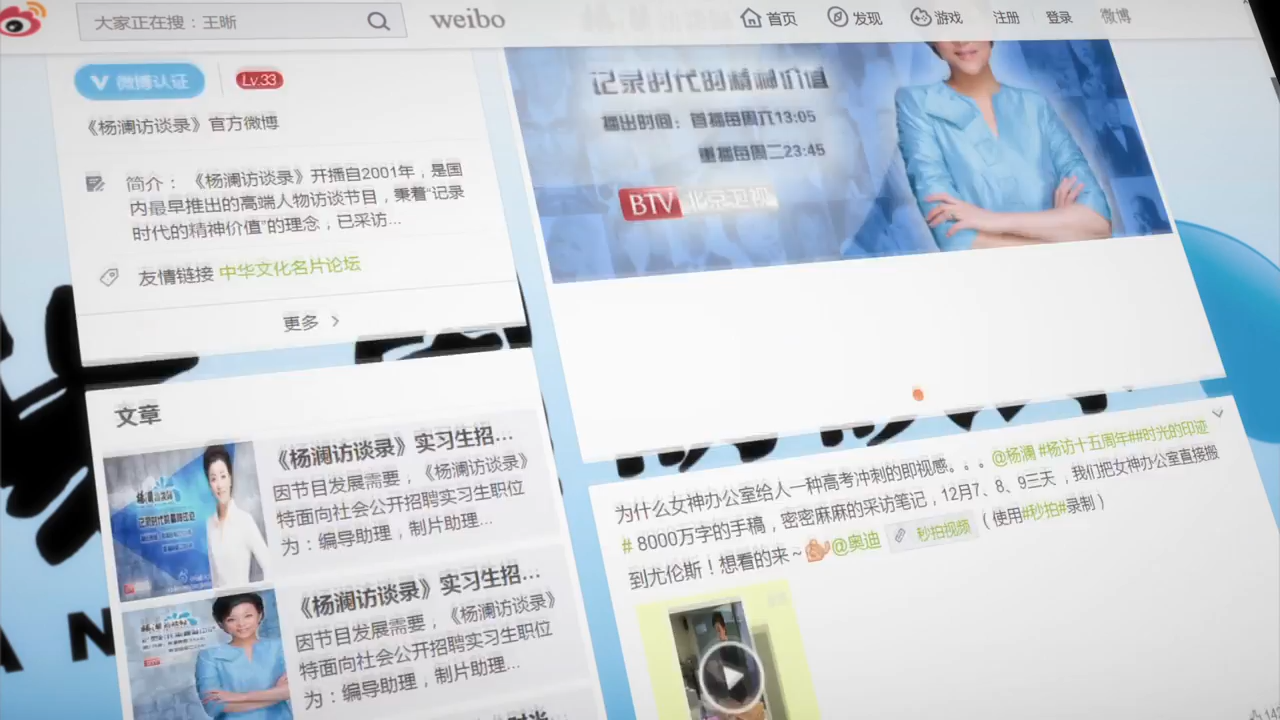 大家正在搜：王晰
weibo
首页
发现
游戏
注册
登录
微博
微博认证
Lv.33
《杨澜访谈录》官方微博
简介：《杨澜访谈录》开播自2001年，是国
内最早推出的高端人物访谈节目，秉着"记录
时代的精神价值"的理念，已采访...
友情链接 中华文化名片论坛
更多 >
文章
《杨澜访谈录》实习生招...
因节目发展需要，《杨澜访谈录》
特面向社会公开招聘实习生职位
为：编导助理，制片助理...
《杨澜访谈录》实习生招...
因节目发展需要，《杨澜访谈录》
特面向社会公开招聘实习生职位
为：编导助理，制片助理...
记录时代的精神价值
播出时间：首播每周六13:05
重播每周二23:45
BTV 北京卫视
为什么女神办公室给人一种高考冲刺的即视感。。。@杨澜 #杨访十五周年##时光的印迹
# 8000万字的手稿，密密麻麻的采访笔记，12月7、8、9三天，我们把女神办公室直接搬
到尤伦斯！想看的来~@奥迪 秒拍视频（使用#秒拍#录制）